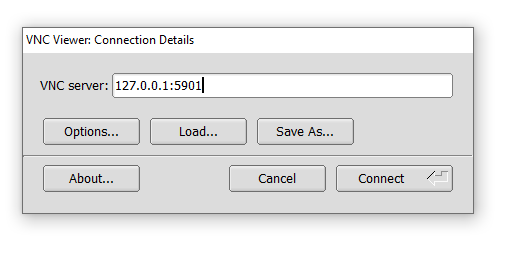 VNC Viewer: Connection Details
VNC server: 127.0.0.1:5901
Options... Load... Save As...
About... Cancel Connect